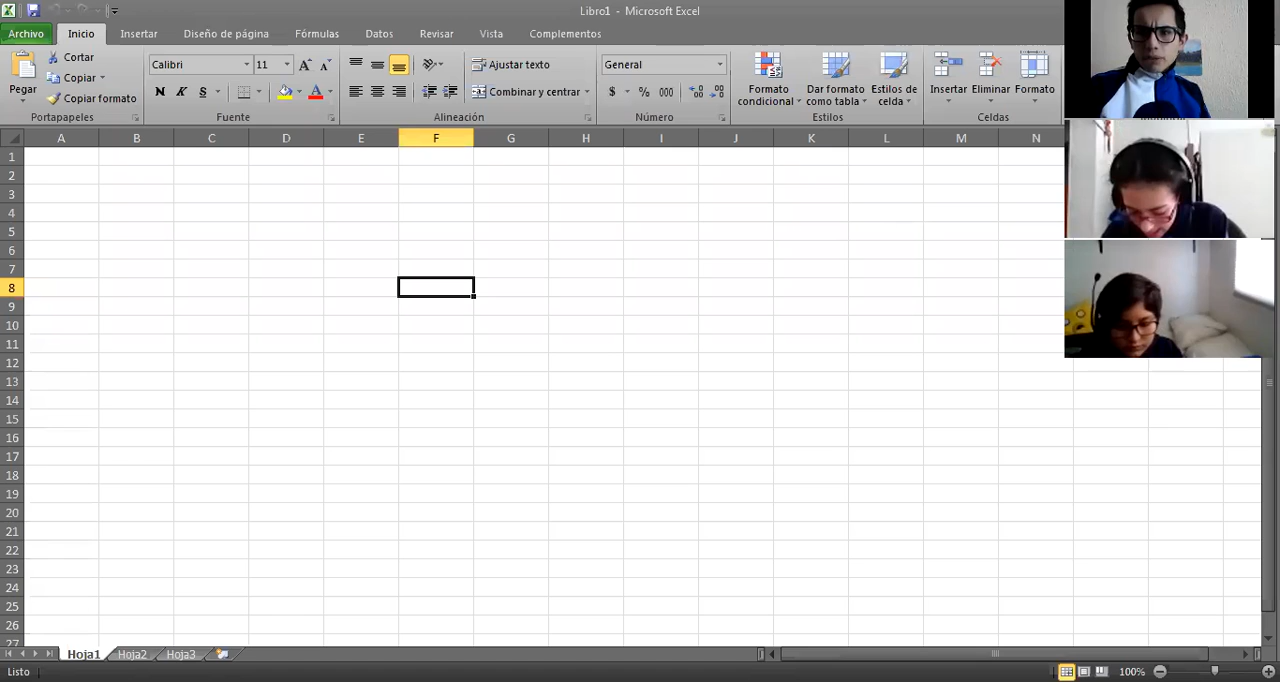 Libro1 - Microsoft Excel
Archivo Inicio Insertar Diseño de página Fórmulas Datos Revisar Vista Complementos
Pegar
Cortar
Copiar
Copiar formato
Portapapeles
Calibri 11
N K S A
Fuente
Ajustar texto
Combinar y centrar
Alineación
General
$ % 000
Número
Formato condicional
Dar formato como tabla
Estilos de celda
Estilos
Insertar Eliminar Formato
Celdas
A B C D E F G H I J K L M N
1
2
3
4
5
6
7
8
9
10
11
12
13
14
15
16
17
18
19
20
21
22
23
24
25
26
27
Hoja1 Hoja2 Hoja3
Listo
100%